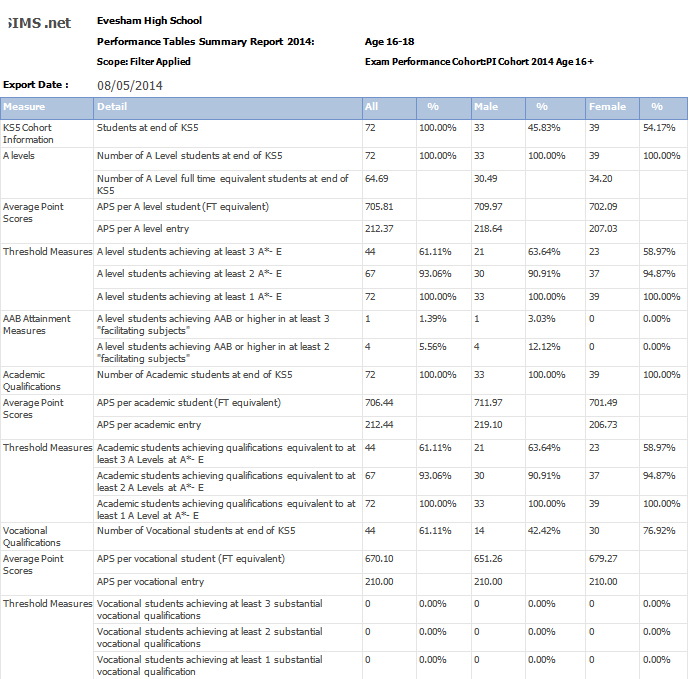 SIMS .net
Evesham High School
Performance Tables Summary Report 2014: Age 16-18
Scope: Filter Applied Exam Performance Cohort:PI Cohort 2014 Age 16+
Export Date : 08/05/2014
Measure Detail All % Male % Female %
KS5 Cohort Information Students at end of KS5 72 100.00% 33 45.83% 39 54.17%
A levels Number of A Level students at end of KS5 72 100.00% 33 100.00% 39 100.00%
Number of A Level full time equivalent students at end of KS5 64.69 30.49 34.20
Average Point Scores APS per A level student (FT equivalent) 705.81 709.97 702.09
APS per A level entry 212.37 218.64 207.03
Threshold Measures A level students achieving at least 3 A*- E 44 61.11% 21 63.64% 23 58.97%
A level students achieving at least 2 A*- E 67 93.06% 30 90.91% 37 94.87%
A level students achieving at least 1 A*- E 72 100.00% 33 100.00% 39 100.00%
AAB Attainment Measures A level students achieving AAB or higher in at least 3 "facilitating subjects" 1 1.39% 1 3.03% 0 0.00%
A level students achieving AAB or higher in at least 2 "facilitating subjects" 4 5.56% 4 12.12% 0 0.00%
Academic Qualifications Number of Academic students at end of KS5 72 100.00% 33 100.00% 39 100.00%
Average Point Scores APS per academic student (FT equivalent) 706.44 711.97 701.49
APS per academic entry 212.44 219.10 206.73
Threshold Measures Academic students achieving qualifications equivalent to at least 3 A Levels at A*- E 44 61.11% 21 63.64% 23 58.97%
Academic students achieving qualifications equivalent to at least 2 A Levels at A*- E 67 93.06% 30 90.91% 37 94.87%
Academic students achieving qualifications equivalent to at least 1 A Level at A*- E 72 100.00% 33 100.00% 39 100.00%
Vocational Qualifications Number of Vocational students at end of KS5 44 61.11% 14 42.42% 30 76.92%
Average Point Scores APS per vocational student (FT equivalent) 670.10 651.26 679.27
APS per vocational entry 210.00 210.00 210.00
Threshold Measures Vocational students achieving at least 3 substantial vocational qualifications 0 0.00% 0 0.00% 0 0.00%
Vocational students achieving at least 2 substantial vocational qualifications 0 0.00% 0 0.00% 0 0.00%
Vocational students achieving at least 1 substantial vocational qualification 0 0.00% 0 0.00% 0 0.00%